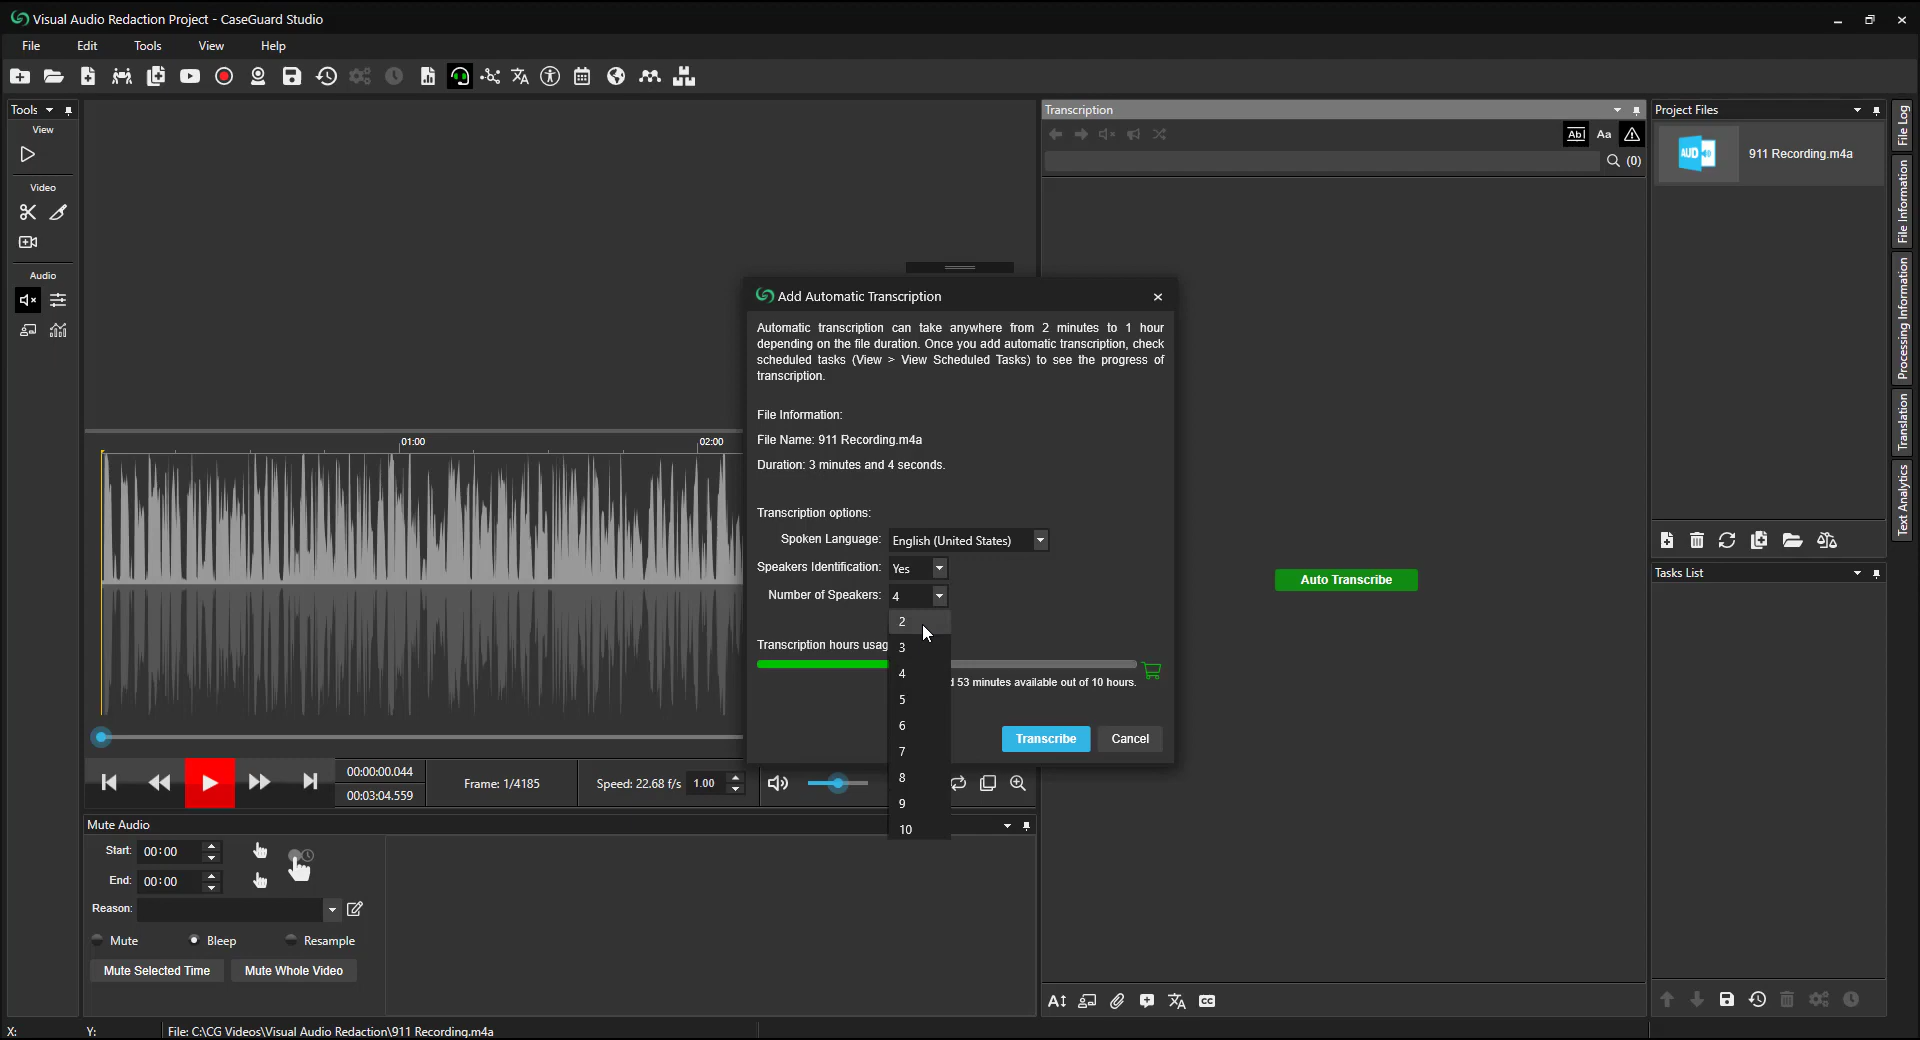 Visual Audio Redaction Project - CaseGuard Studio
File Edit Tools View Help
Tools
View
Video
Audio
Transcription
Ab|
Aa
(0)
Project Files
AUD
911 Recording.m4a
File Log
File Information
Processing Information
Translation
Text Analytics
Add Automatic Transcription
Automatic transcription can take anywhere from 2 minutes to 1 hour
depending on the file duration. Once you add automatic transcription, check
scheduled tasks (View > View Scheduled Tasks) to see the progress of
transcription.
File Information:
File Name: 911 Recording.m4a
Duration: 3 minutes and 4 seconds.
Transcription options:
Spoken Language: English (United States)
Speakers Identification: Yes
Number of Speakers: 4
2
3
4
5
6
7
8
9
10
Transcription hours
53 minutes available out of 10 hours.
Transcribe Cancel
Auto Transcribe
Tasks List
01:00 02:00
00:00:00.044
00:03:04.559
Frame: 1/4185
Speed: 22.68 f/s 1.00
Mute Audio
Start: 00:00
End: 00:00
Reason:
Mute Bleep Resample
Mute Selected Time Mute Whole Video
A
CC
X: Y: File: C:\CG Videos\Visual Audio Redaction\911 Recording.m4a